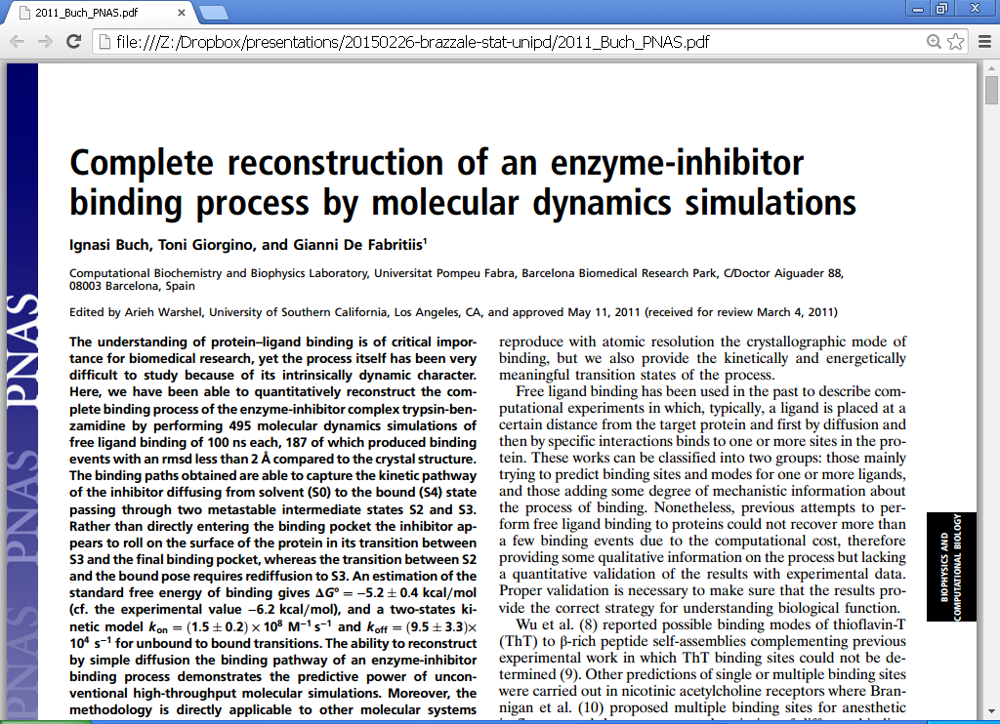 2011_Buch_PNAS.pdf
file:///Z:/Dropbox/presentations/20150226-brazzale-stat-unipd/2011_Buch_PNAS.pdf
Complete reconstruction of an enzyme-inhibitor
binding process by molecular dynamics simulations
Ignasi Buch, Toni Giorgino, and Gianni De Fabritiis¹
Computational Biochemistry and Biophysics Laboratory, Universitat Pompeu Fabra, Barcelona Biomedical Research Park, C/Doctor Aiguader 88,
08003 Barcelona, Spain
Edited by Arieh Warshel, University of Southern California, Los Angeles, CA, and approved May 11, 2011 (received for review March 4, 2011)
The understanding of protein–ligand binding is of critical impor-
tance for biomedical research, yet the process itself has been very
difficult to study because of its intrinsically dynamic character.
Here, we have been able to quantitatively reconstruct the com-
plete binding process of the enzyme-inhibitor complex trypsin-ben-
zamidine by performing 495 molecular dynamics simulations of
free ligand binding of 100 ns each, 187 of which produced binding
events with an rmsd less than 2 Å compared to the crystal structure.
The binding paths obtained are able to capture the kinetic pathway
of the inhibitor diffusing from solvent (S0) to the bound (S4) state
passing through two metastable intermediate states S2 and S3.
Rather than directly entering the binding pocket the inhibitor ap-
pears to roll on the surface of the protein in its transition between
S3 and the final binding pocket, whereas the transition between S2
and the bound pose requires rediffusion to S3. An estimation of the
standard free energy of binding gives ΔG° = −5.2 ± 0.4 kcal/mol
(cf. the experimental value −6.2 kcal/mol), and a two-states ki-
netic model kon = (1.5 ± 0.2) × 10⁸ M⁻¹ s⁻¹ and koff = (9.5 ± 3.3)×
10⁴ s⁻¹ for unbound to bound transitions. The ability to reconstruct
by simple diffusion the binding pathway of an enzyme-inhibitor
binding process demonstrates the predictive power of uncon-
ventional high-throughput molecular simulations. Moreover, the
methodology is directly applicable to other molecular systems
reproduce with atomic resolution the crystallographic mode of
binding, but we also provide the kinetically and energetically
meaningful transition states of the process.
Free ligand binding has been used in the past to describe com-
putational experiments in which, typically, a ligand is placed at a
certain distance from the target protein and first by diffusion and
then by specific interactions binds to one or more sites in the pro-
tein. These works can be classified into two groups: those mainly
trying to predict binding sites and modes for one or more ligands,
and those adding some degree of mechanistic information about
the process of binding. Nonetheless, previous attempts to per-
form free ligand binding to proteins could not recover more than
a few binding events due to the computational cost, therefore
providing some qualitative information on the process but lacking
a quantitative validation of the results with experimental data.
Proper validation is necessary to make sure that the results pro-
vide the correct strategy for understanding biological function.
Wu et al. (8) reported possible binding modes of thioflavin-T
(ThT) to β-rich peptide self-assemblies complementing previous
experimental work in which ThT binding sites could not be de-
termined (9). Other predictions of single or multiple binding sites
were carried out in nicotinic acetylcholine receptors where Bran-
nigan et al. (10) proposed multiple binding sites for anesthetic
BIOPHYSICS AND
COMPUTATIONAL BIOLOGY
PNAS
PNAS
PNAS